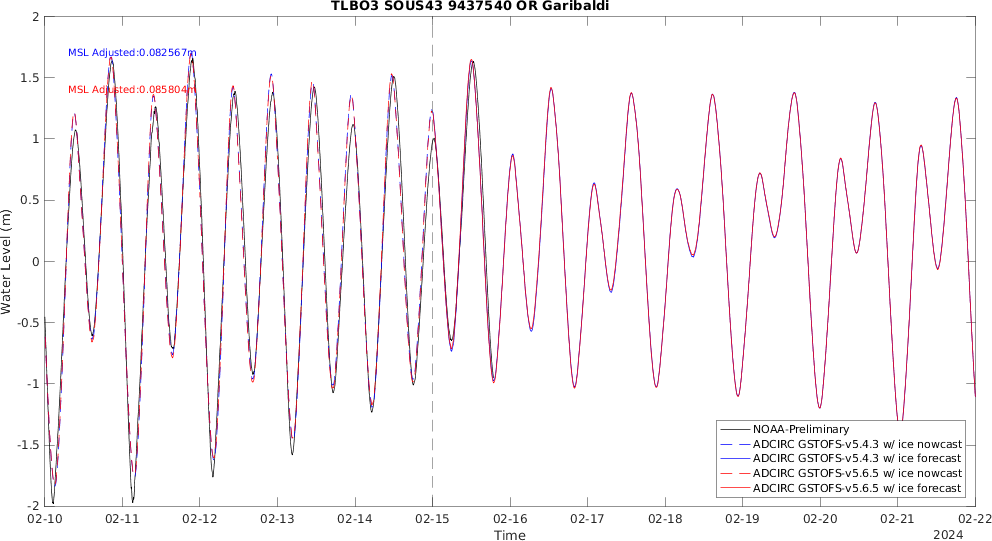 TLBO3 SOUS43 9437540 OR Garibaldi
MSL Adjusted:0.082567m
MSL Adjusted:0.085804m
Water Level (m)
2
1.5
1
0.5
0
-0.5
-1
-1.5
-2
NOAA-Preliminary
ADCIRC GSTOFS-v5.4.3 w/ ice nowcast
ADCIRC GSTOFS-v5.4.3 w/ ice forecast
ADCIRC GSTOFS-v5.6.5 w/ ice nowcast
ADCIRC GSTOFS-v5.6.5 w/ ice forecast
02-10 02-11 02-12 02-13 02-14 02-15 02-16 02-17 02-18 02-19 02-20 02-21 02-22
Time
2024